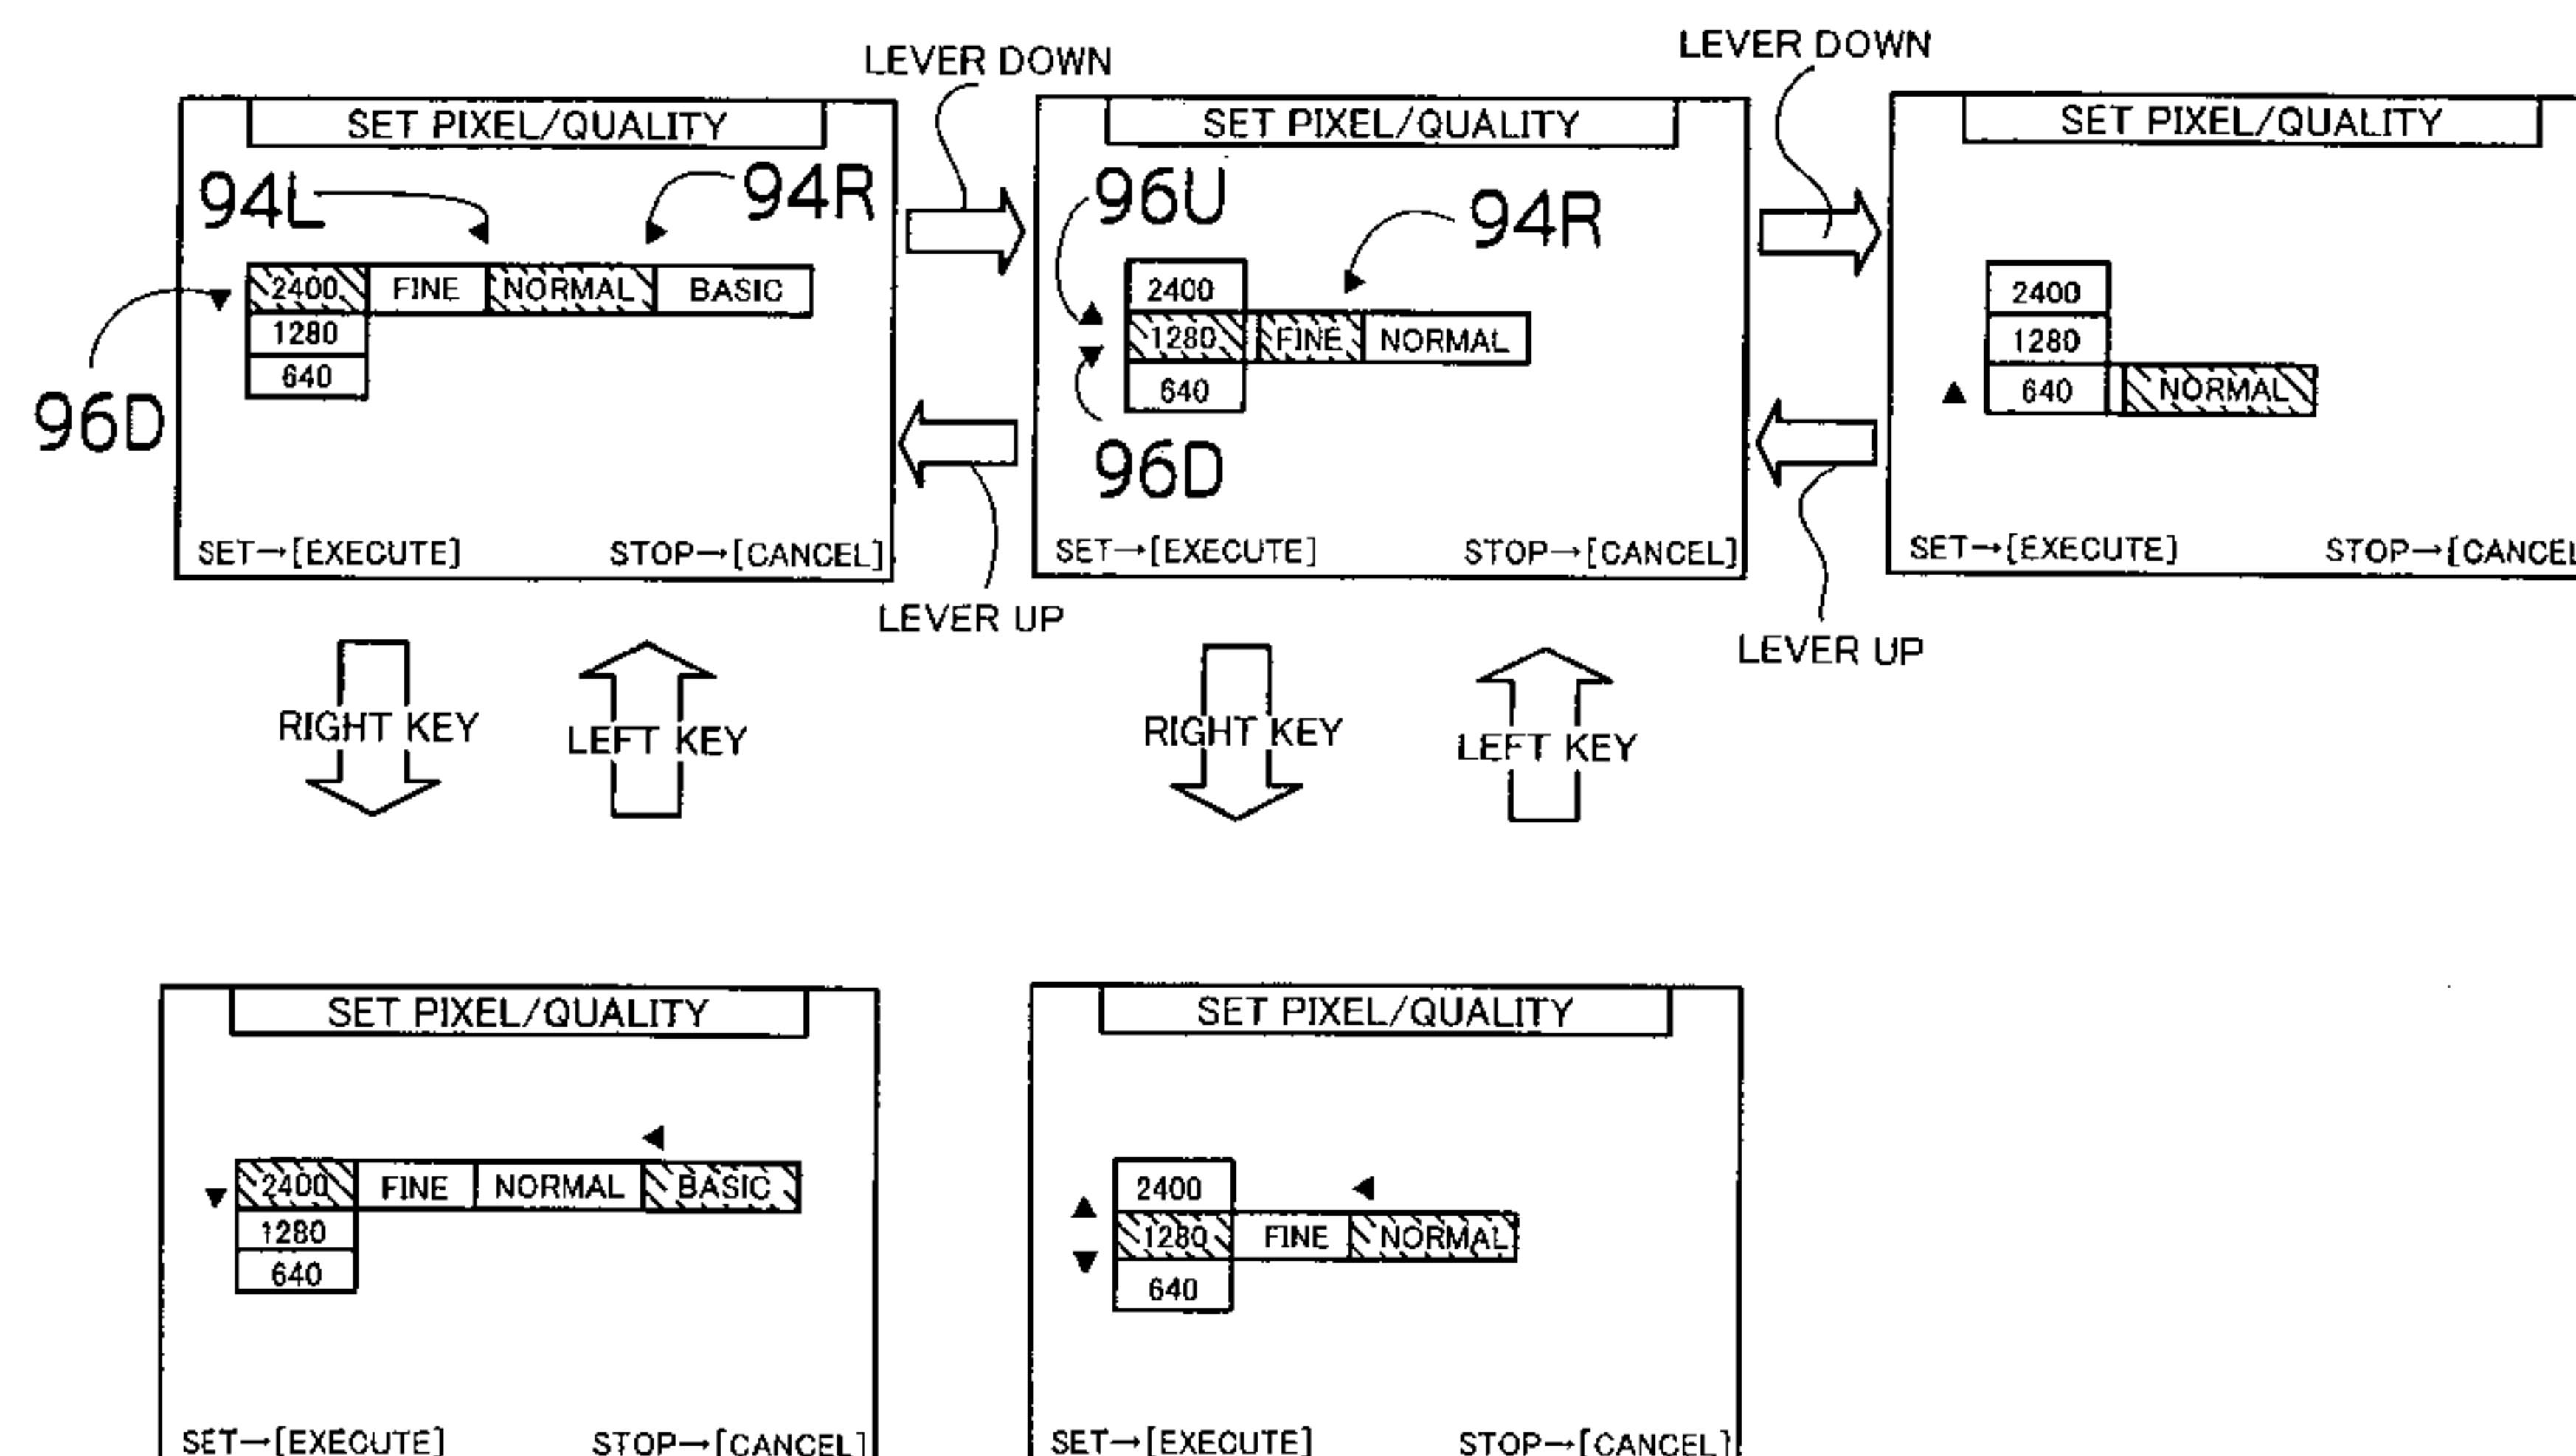 LEVER DOWN
LEVER DOWN
SET PIXEL/QUALITY
SET PIXEL/QUALITY
SET PIXEL/QUALITY
94L
94R
96U
94R
2400 FINE NORMAL BASIC
1280
640
96D
2400
1280 FINE NORMAL
640
96D
2400
1280
640 NORMAL
SET→[EXECUTE] STOP→[CANCEL]
SET→[EXECUTE] STOP→[CANCEL]
SET→[EXECUTE] STOP→[CANCEL
LEVER UP
LEVER UP
RIGHT KEY
LEFT KEY
RIGHT KEY
LEFT KEY
SET PIXEL/QUALITY
SET PIXEL/QUALITY
2400 FINE NORMAL BASIC
1280
640
2400
1280 FINE NORMAL
640
SET→[EXECUTE] STOP→[CANCEL]
SET→[EXECUTE] STOP→[CANCEL]